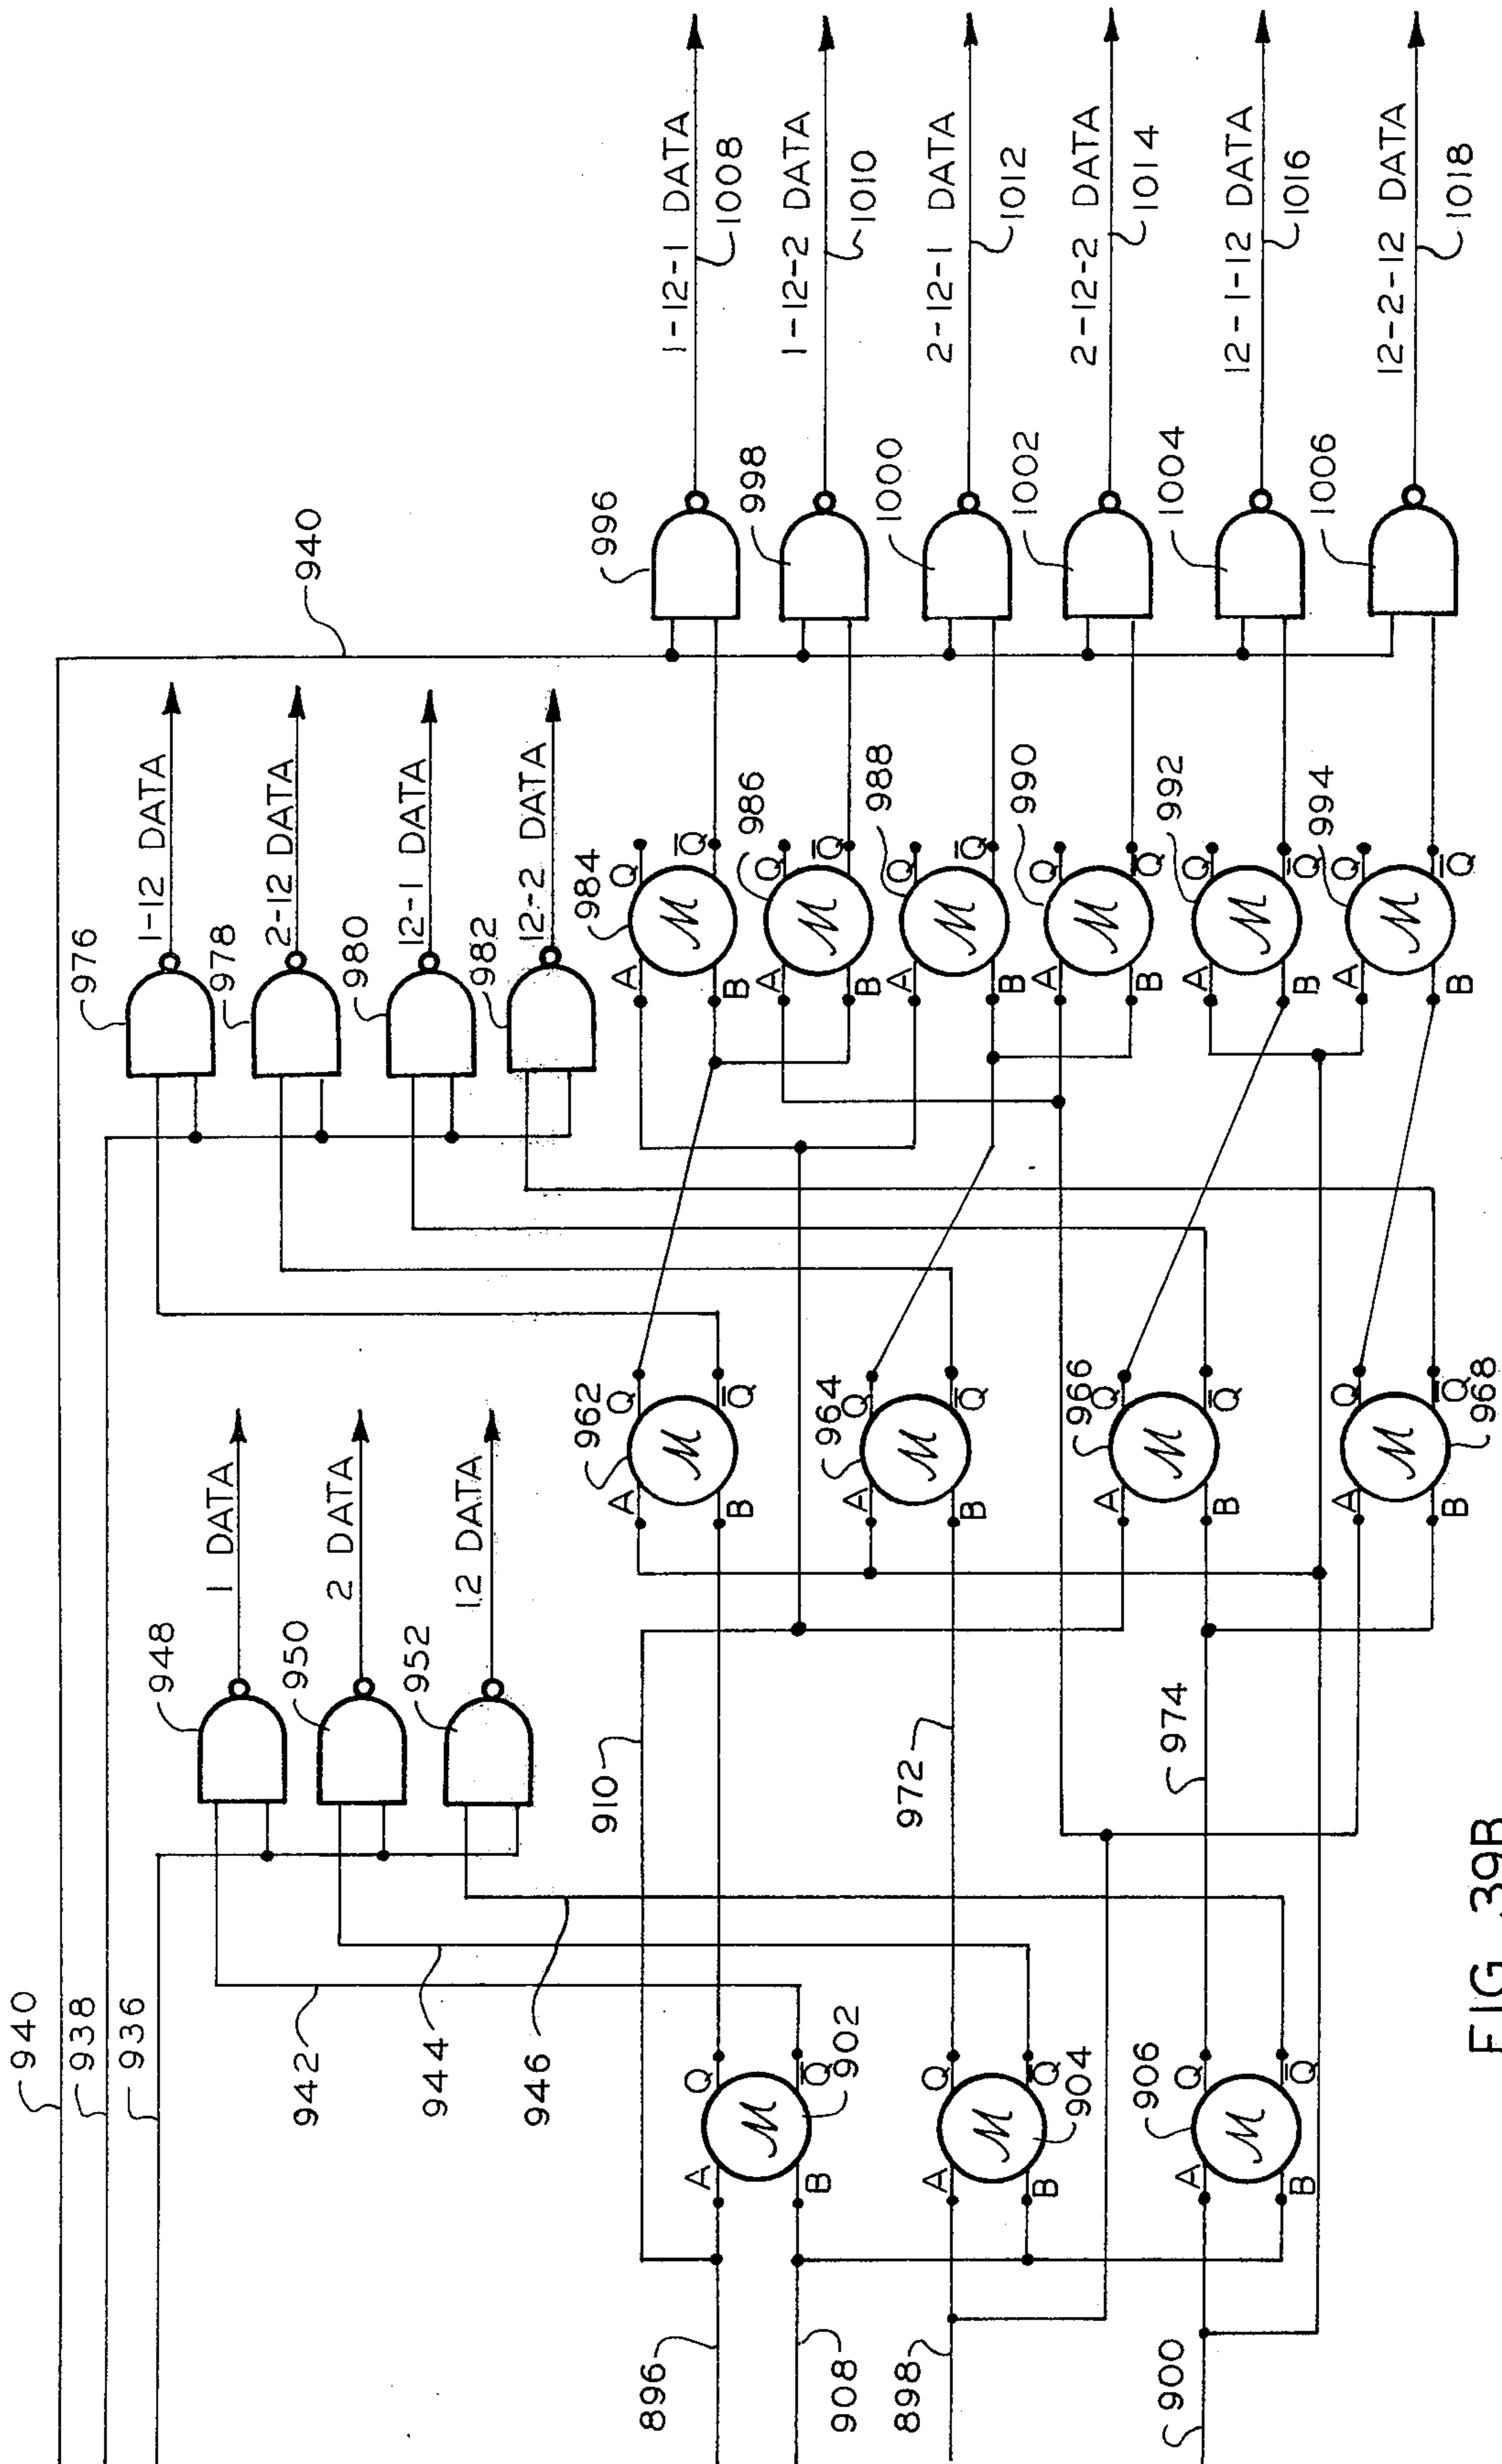 940
938
936
942
944
946
948
950
952
1 DATA
2 DATA
12 DATA
976
978
980
982
1-12 DATA
2-12 DATA
12-1 DATA
12-2 DATA
940
896
908
898
900
A
B
Q
Q̅
902
A
B
Q
Q̅
904
A
B
Q
Q̅
906
M
M
M
910
972
974
962
A
B
Q
Q̅
M
964
A
B
Q
Q̅
M
966
A
B
Q
Q̅
M
968
A
B
Q
Q̅
M
984
A
B
Q
Q̅
M
986
A
B
Q
Q̅
M
988
A
B
Q
Q̅
M
990
A
B
Q
Q̅
M
992
A
B
Q
Q̅
M
994
A
B
Q
Q̅
M
996
998
1000
1002
1004
1006
1-12-1 DATA
1008
1-12-2 DATA
1010
2-12-1 DATA
1012
2-12-2 DATA
1014
12-1-12 DATA
1016
12-2-12 DATA
1018
FIG. 39B